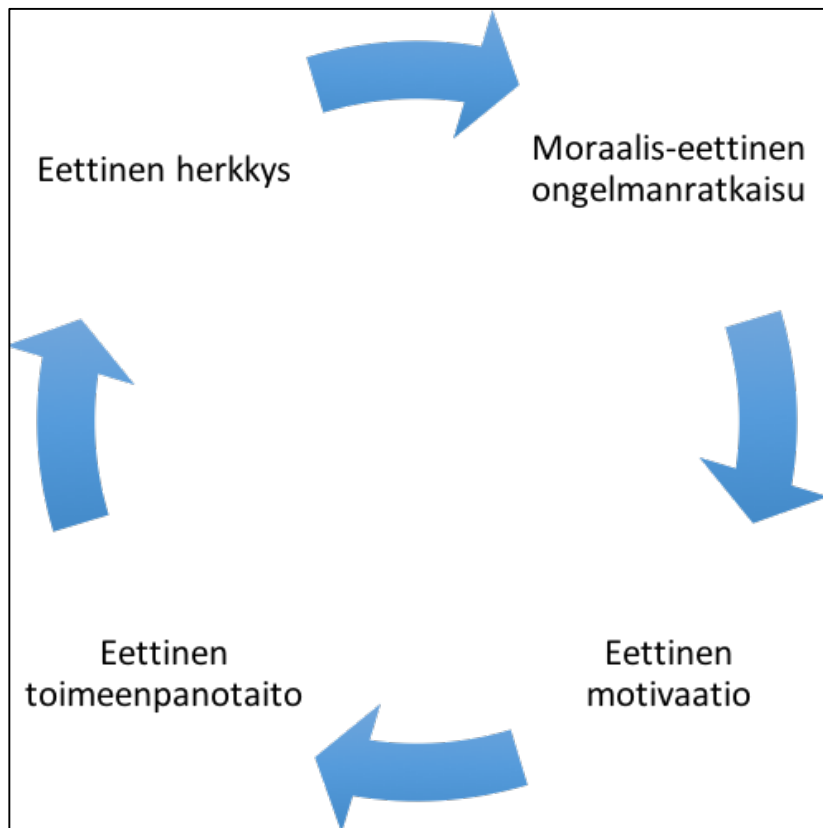 Eettinen herkkys
Moraalis-eettinen
ongelmanratkaisu
Eettinen
toimeenpanotaito
Eettinen
motivaatio